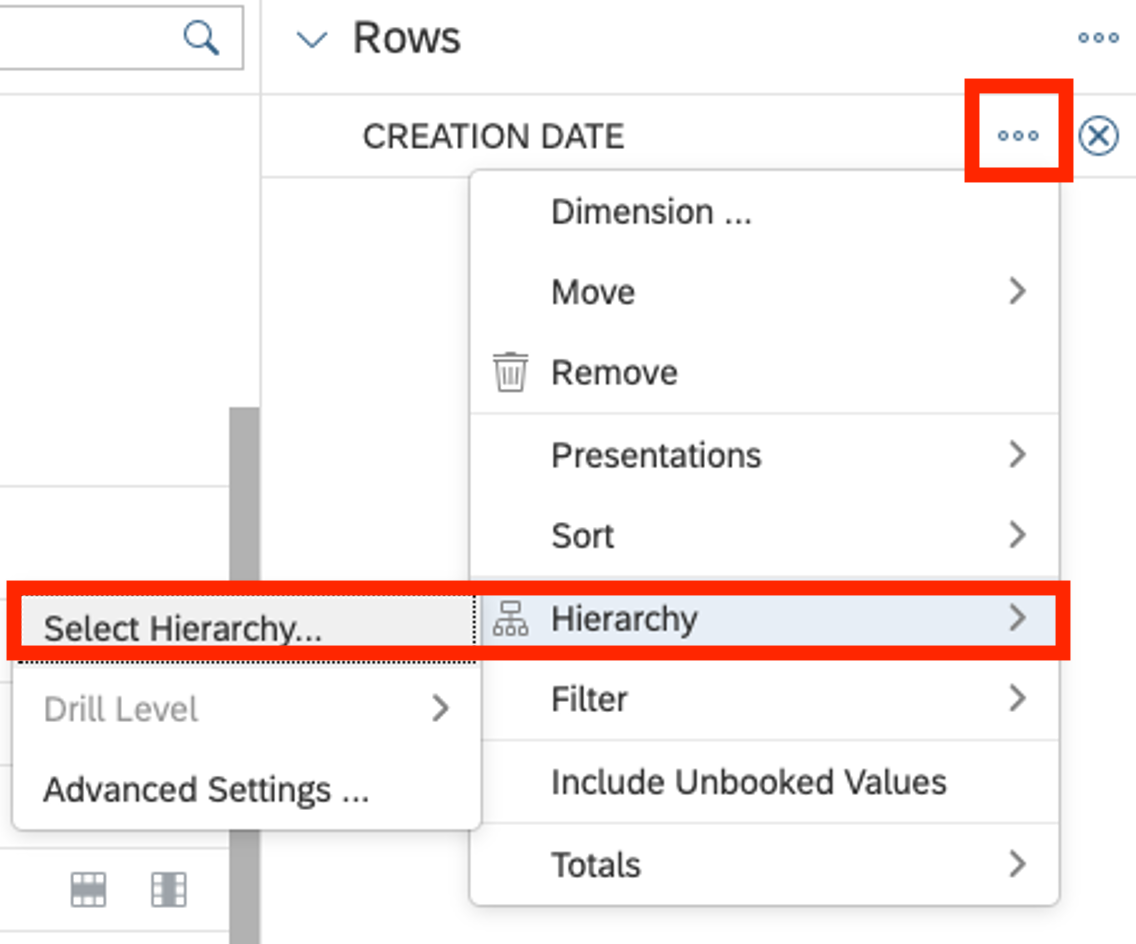 Rows
CREATION DATE
Dimension ...
Move
Remove
Presentations
Sort
Hierarchy
Select Hierarchy...
Drill Level
Advanced Settings ...
Filter
Include Unbooked Values
Totals